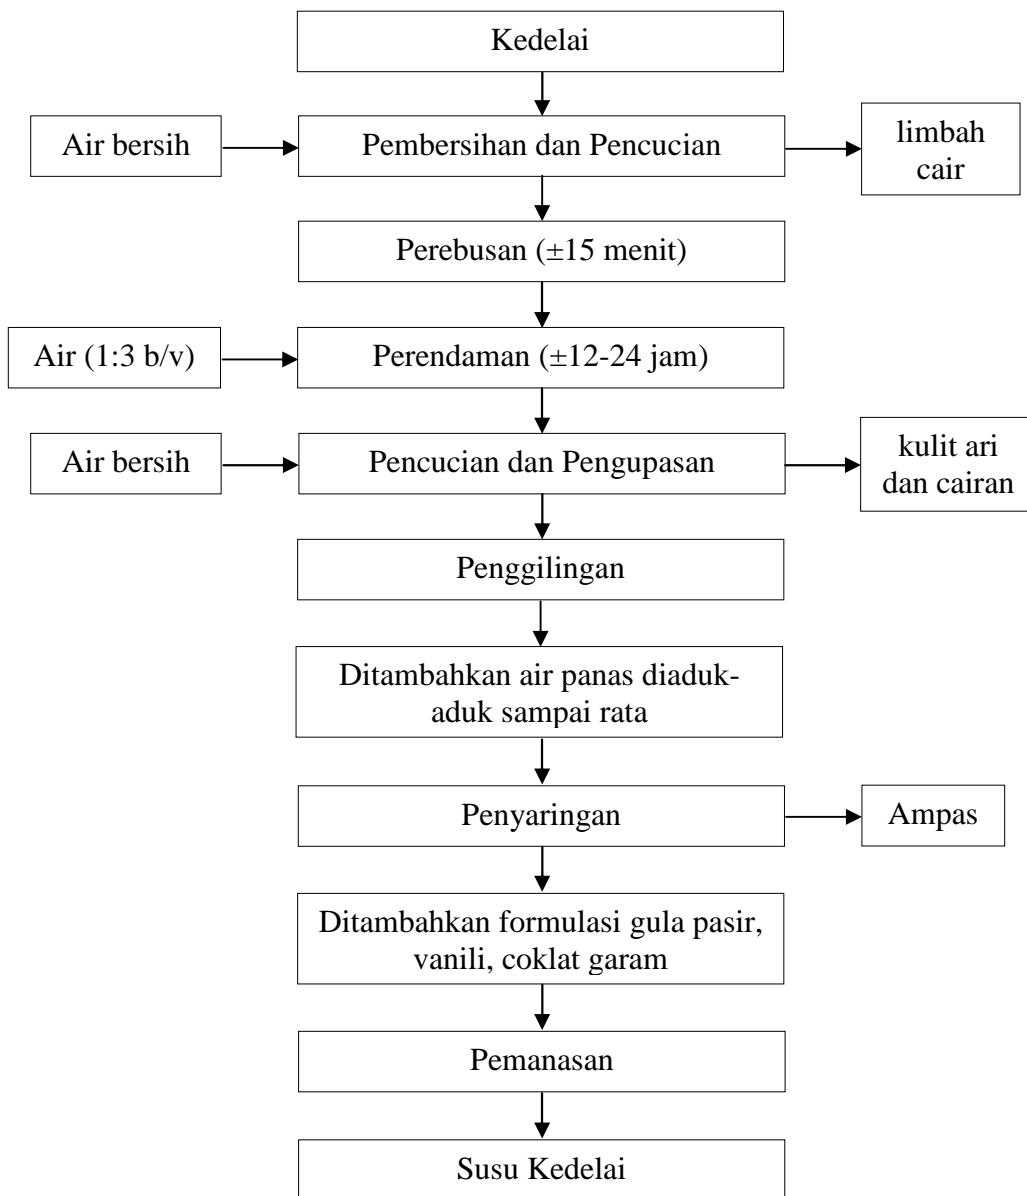 Kedelai
Air bersih
Pembersihan dan Pencucian
limbah
cair
Perebusan (±15 menit)
Air (1:3 b/v)
Perendaman (±12-24 jam)
Air bersih
Pencucian dan Pengupasan
kulit ari
dan cairan
Penggilingan
Ditambahkan air panas diaduk-
aduk sampai rata
Penyaringan
Ampas
Ditambahkan formulasi gula pasir,
vanili, coklat garam
Pemanasan
Susu Kedelai